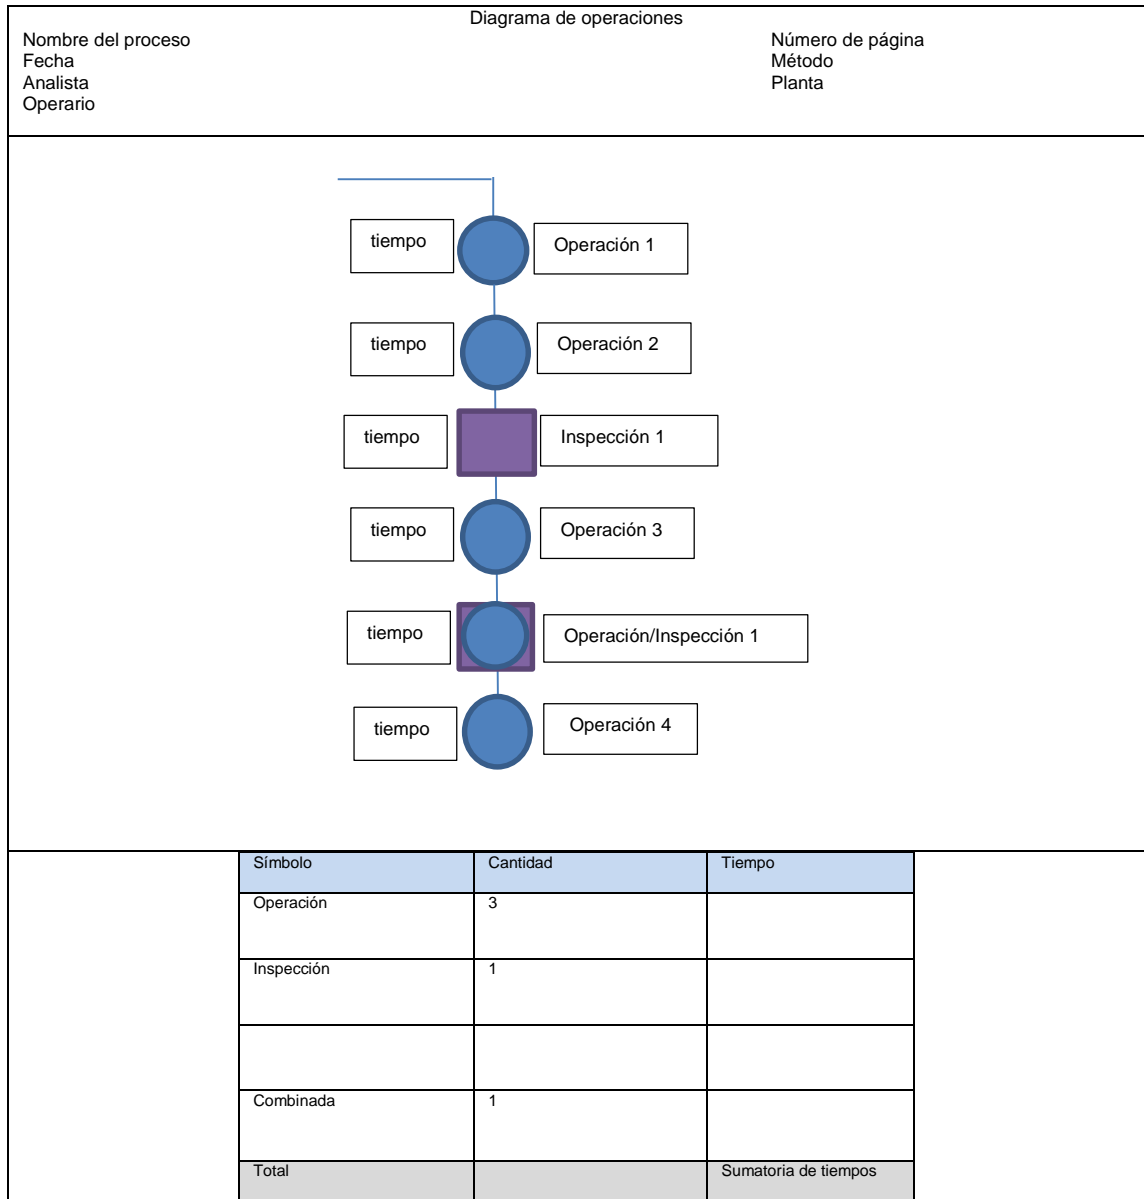 Diagrama de operaciones
Nombre del proceso
Número de página
Fecha
Método
Analista
Planta
Operario
tiempo
Operación 1
tiempo
Operación 2
tiempo
Inspección 1
tiempo
Operación 3
tiempo
Operación/Inspección 1
tiempo
Operación 4
Símbolo Cantidad Tiempo
Operación 3
Inspección 1
Combinada 1
Total Sumatoria de tiempos